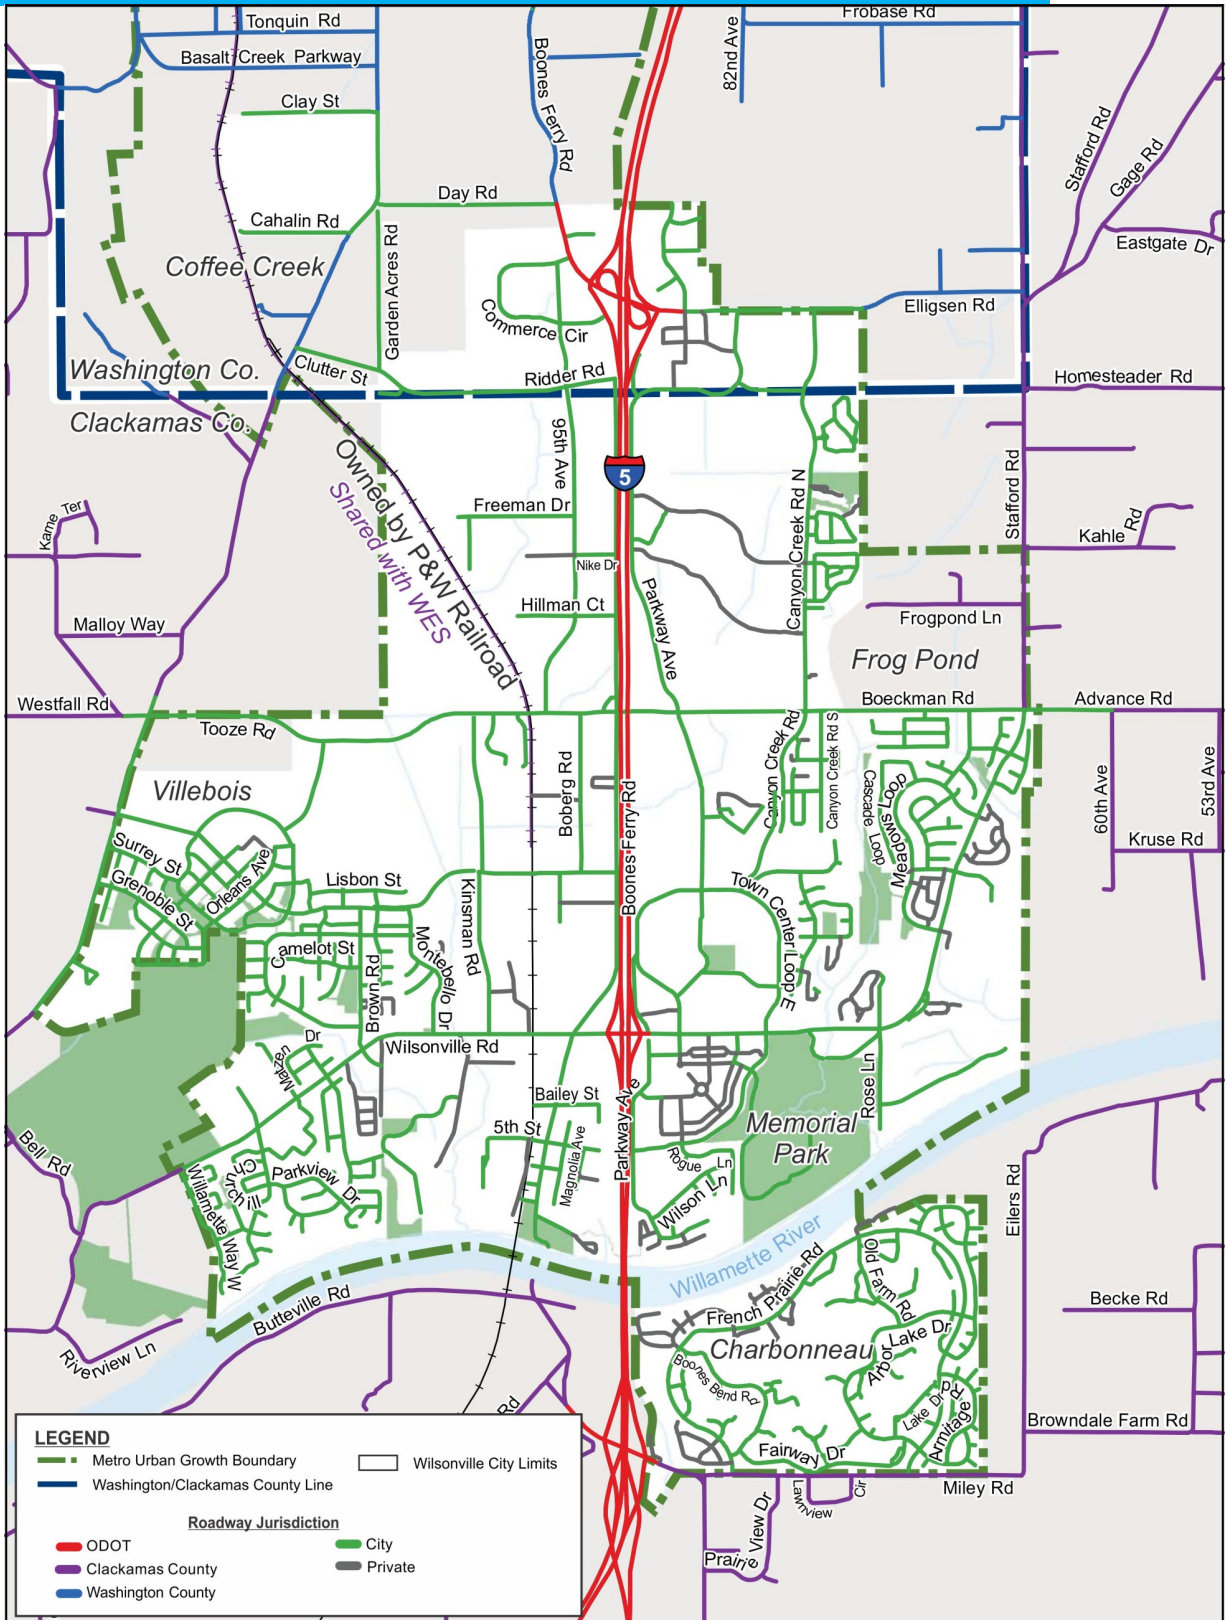 Tonquin Rd
Frobase Rd
Basalt Creek Parkway
Boones Ferry Rd
82nd Ave
Clay St
Stafford Rd
Gage Rd
Day Rd
Cahalin Rd
Eastgate Dr
Coffee Creek
Garden Acres Rd
Elligsen Rd
Commerce Cir
Washington Co.
Clutter St
Ridder Rd
Homesteader Rd
Clackamas Co.
95th Ave
Owned by P&W Railroad
Shared with WES
5
Stafford Rd
Canyon Creek Rd N
Freeman Dr
Kame Ter
Kahle Rd
Nike Dr
Parkway Ave
Hillman Ct
Frogpond Ln
Malloy Way
Frog Pond
Westfall Rd
Boeckman Rd
Advance Rd
Tooze Rd
Canyon Creek Rd
Canyon Creek Rd S
Villebois
Boberg Rd
Boones Ferry Rd
Cascade Loop
Meadows Loop
60th Ave
53rd Ave
Kruse Rd
Surrey St
Grenoble St
Orleans Ave
Lisbon St
Kinsman Rd
Town Center Loop E
Camelot St
Montebello Dr
Brown Rd
Matzen Dr
Wilsonville Rd
Rose Ln
Bailey St
Parkway Ave
Memorial
Park
5th St
Magnolia Ave
Rogue Ln
Wilson Ln
Bell Rd
Churchill
Parkview Dr
Willamette Way W
Eilers Rd
Willamette River
Old Farm Rd
French Prairie Rd
Butteville Rd
Becke Rd
Riverview Ln
Charbonneau
Arbor Lake Dr
Boones Bend Rd
Lake Dr
Armitage Rd
Rd
Browndale Farm Rd
Fairway Dr
Miley Rd
Lawnview Cir
Prairie View Dr
LEGEND
Metro Urban Growth Boundary
Wilsonville City Limits
Washington/Clackamas County Line
Roadway Jurisdiction
ODOT
City
Clackamas County
Private
Washington County